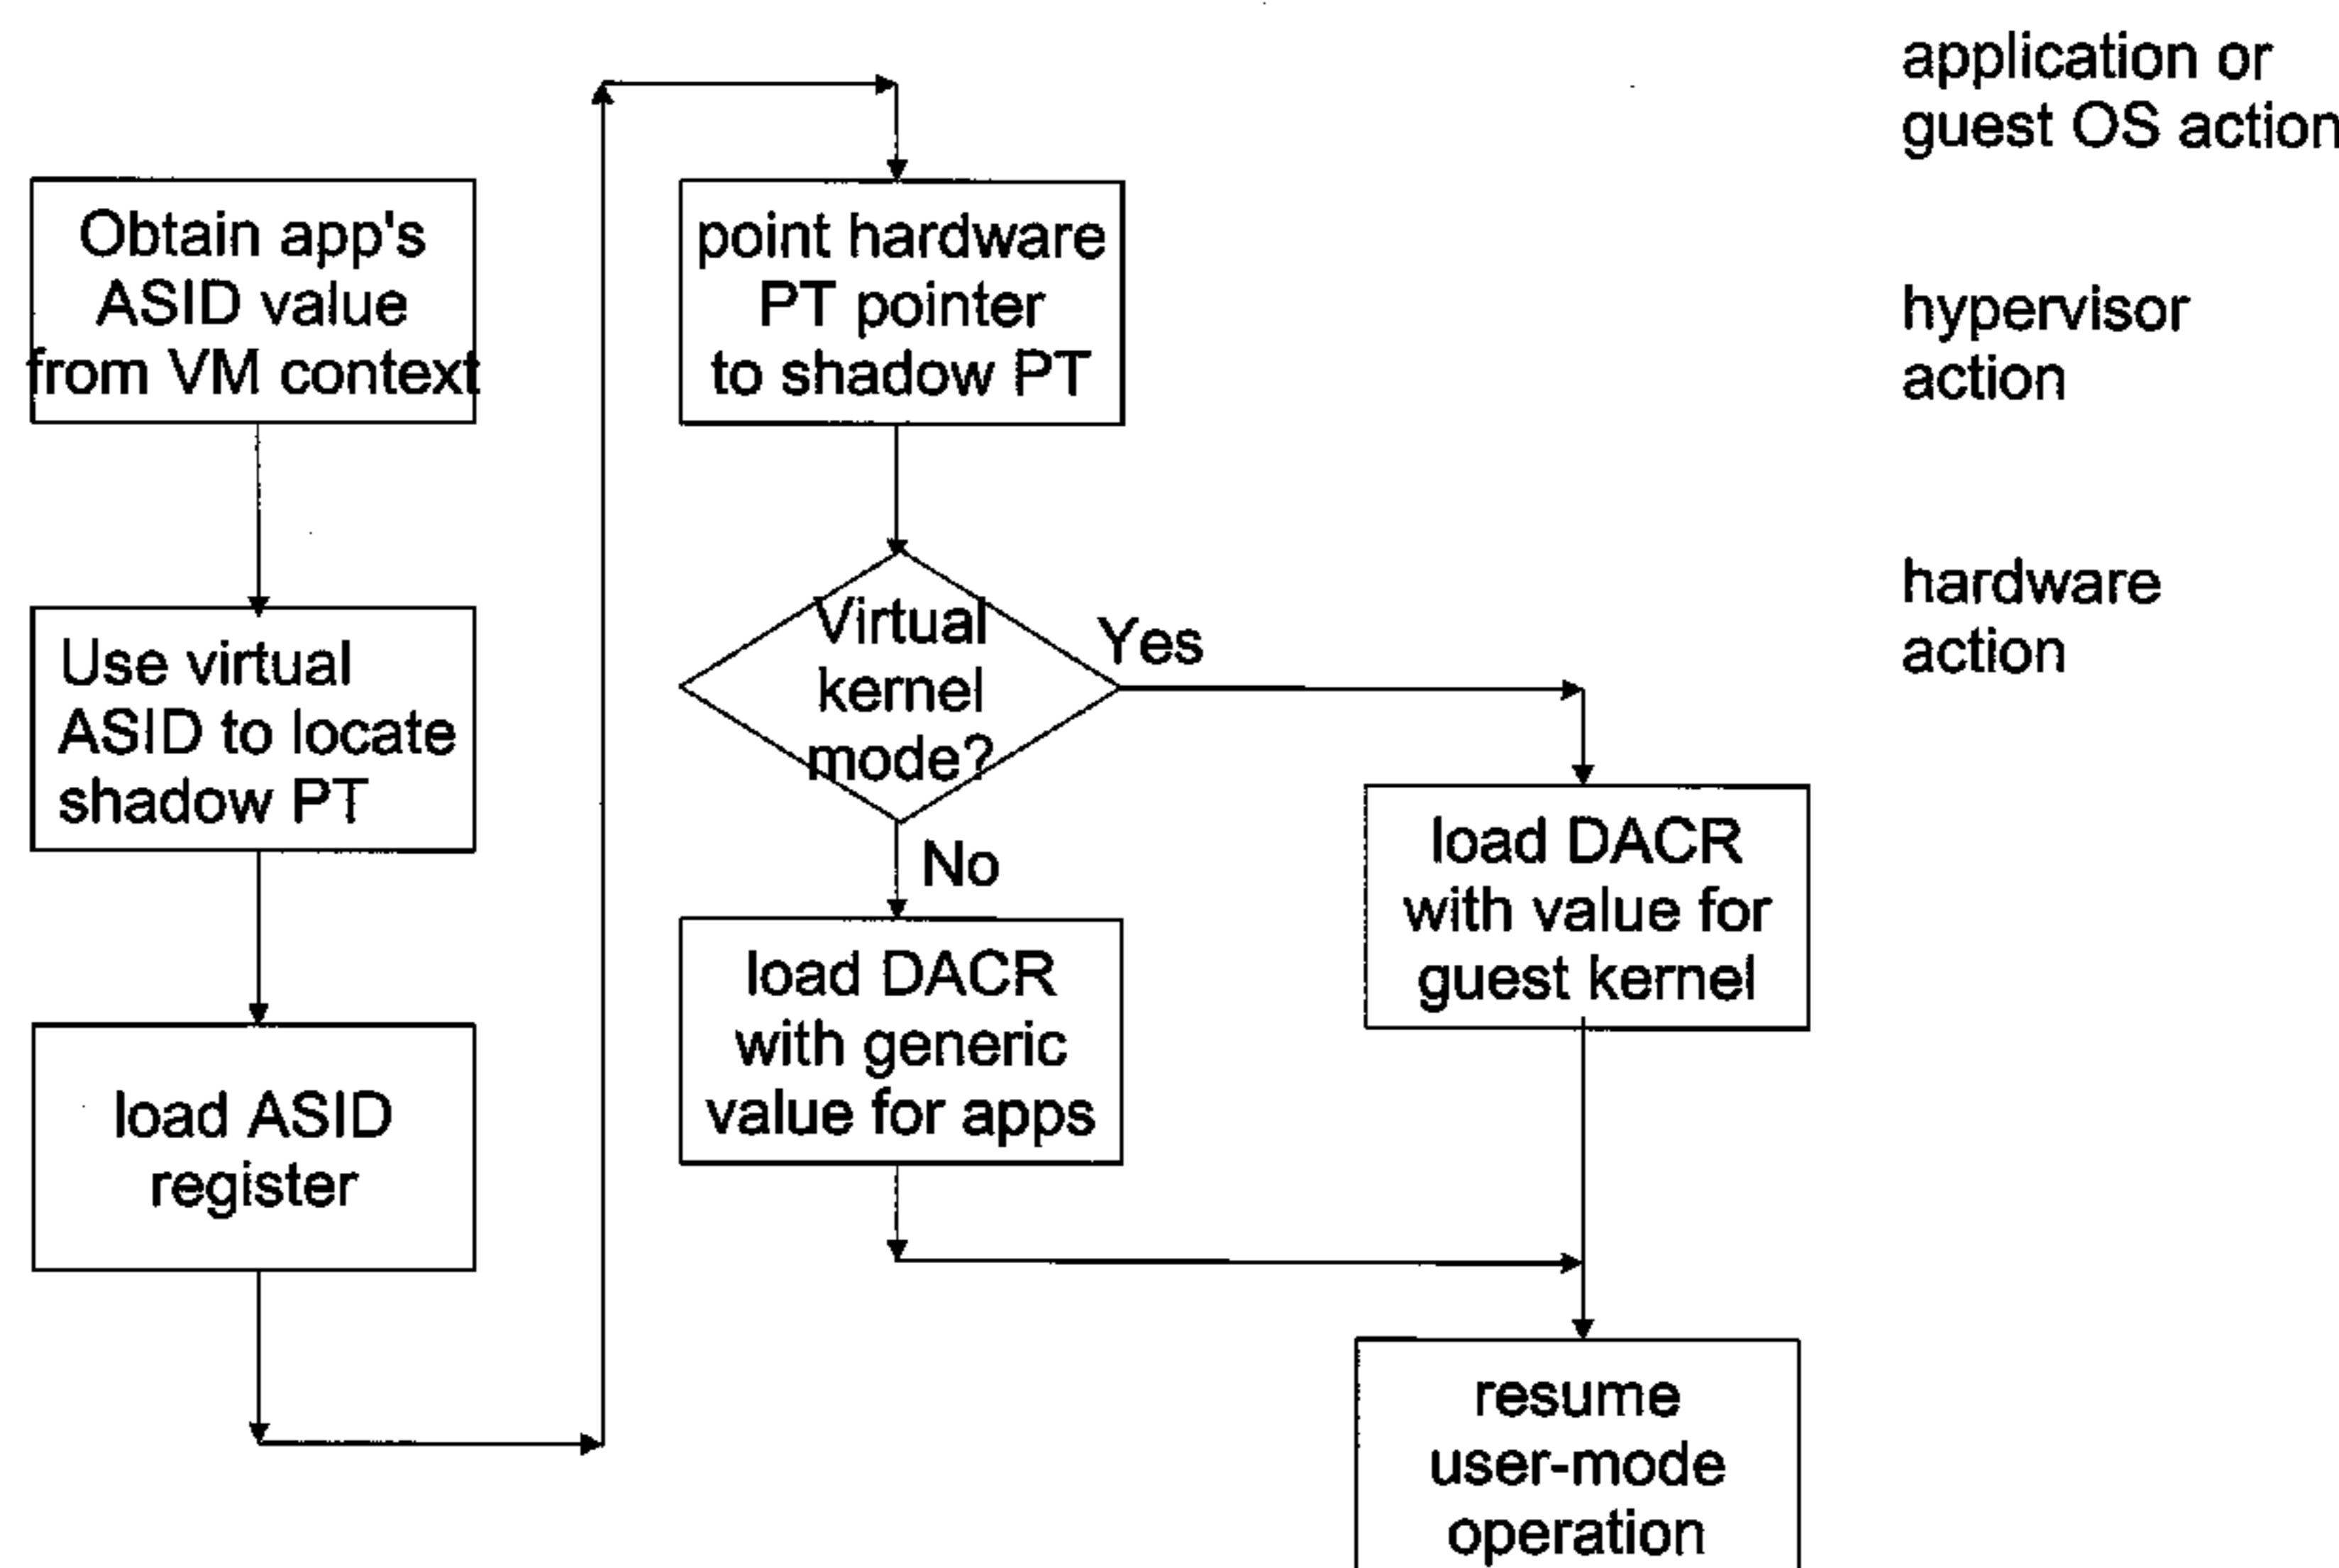 Obtain app's
ASID value
from VM context
Use virtual
ASID to locate
shadow PT
load ASID
register
point hardware
PT pointer
to shadow PT
Virtual
kernel
mode?
Yes
No
load DACR
with generic
value for apps
load DACR
with value for
guest kernel
resume
user-mode
operation
application or
guest OS action
hypervisor
action
hardware
action